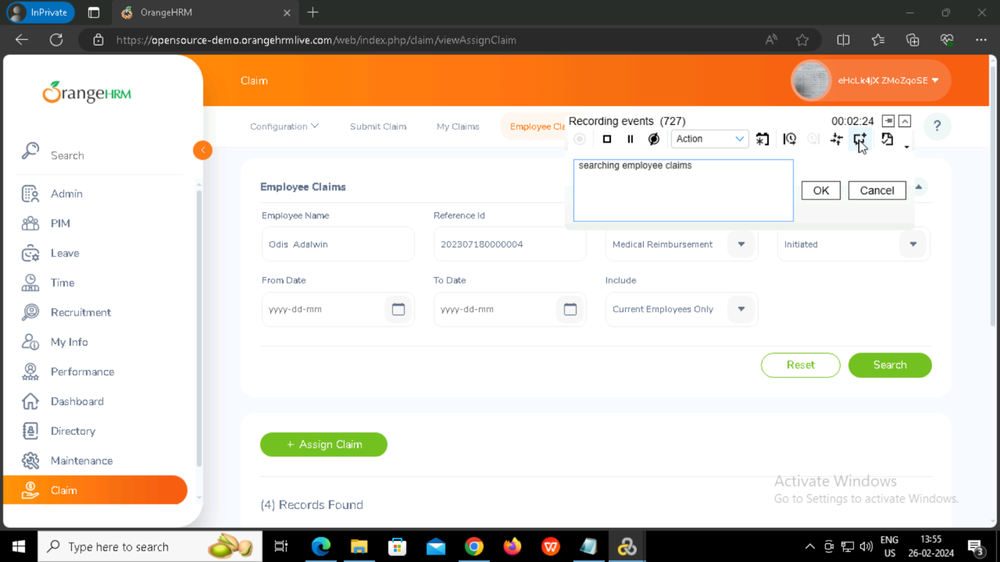 InPrivate
OrangeHRM
https://opensource-demo.orangehrmlive.com/web/index.php/claim/viewAssignClaim
OrangeHRM
Claim
eHcLk4jX ZMoZqoSE
Search
Configuration
Submit Claim
My Claims
Employee Cla
?
Recording events (727)
00:02:24
Action
searching employee claims
OK
Cancel
Admin
PIM
Leave
Time
Recruitment
My Info
Performance
Dashboard
Directory
Maintenance
Claim
Employee Claims
Employee Name
Reference Id
Odis Adalwin
202307180000004
Medical Reimbursement
Initiated
From Date
To Date
Include
yyyy-dd-mm
yyyy-dd-mm
Current Employees Only
Reset
Search
+ Assign Claim
(4) Records Found
Activate Windows
Go to Settings to activate Windows.
Type here to search
ENG
US
13:55
26-02-2024
3